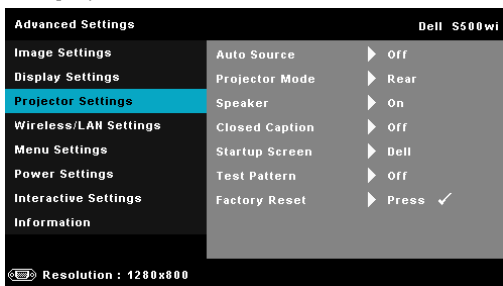 Advanced Settings Dell S500wi
Image Settings
Display Settings
Projector Settings
Wireless/LAN Settings
Menu Settings
Power Settings
Interactive Settings
Information
Auto Source Off
Projector Mode Rear
Speaker On
Closed Caption Off
Startup Screen Dell
Test Pattern Off
Factory Reset Press ✓
Resolution : 1280x800